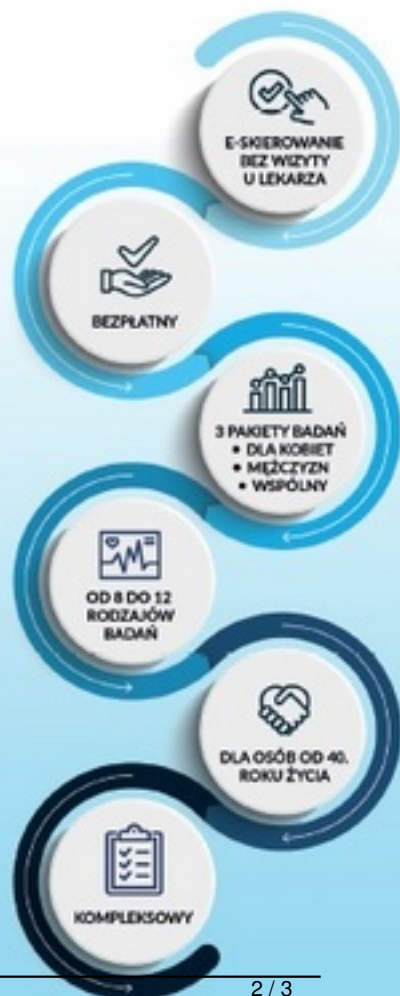 E-SKIEROWANIE
BEZ WIZYTY
U LEKARZA
BEZPŁATNY
3 PAKIETY BADAŃ
• DLA KOBIET
• MĘŻCZYZN
• WSPÓLNY
OD 8 DO 12
RODZAJÓW
BADAŃ
DLA OSÓB OD 40.
ROKU ŻYCIA
KOMPLEKSOWY
2 / 3